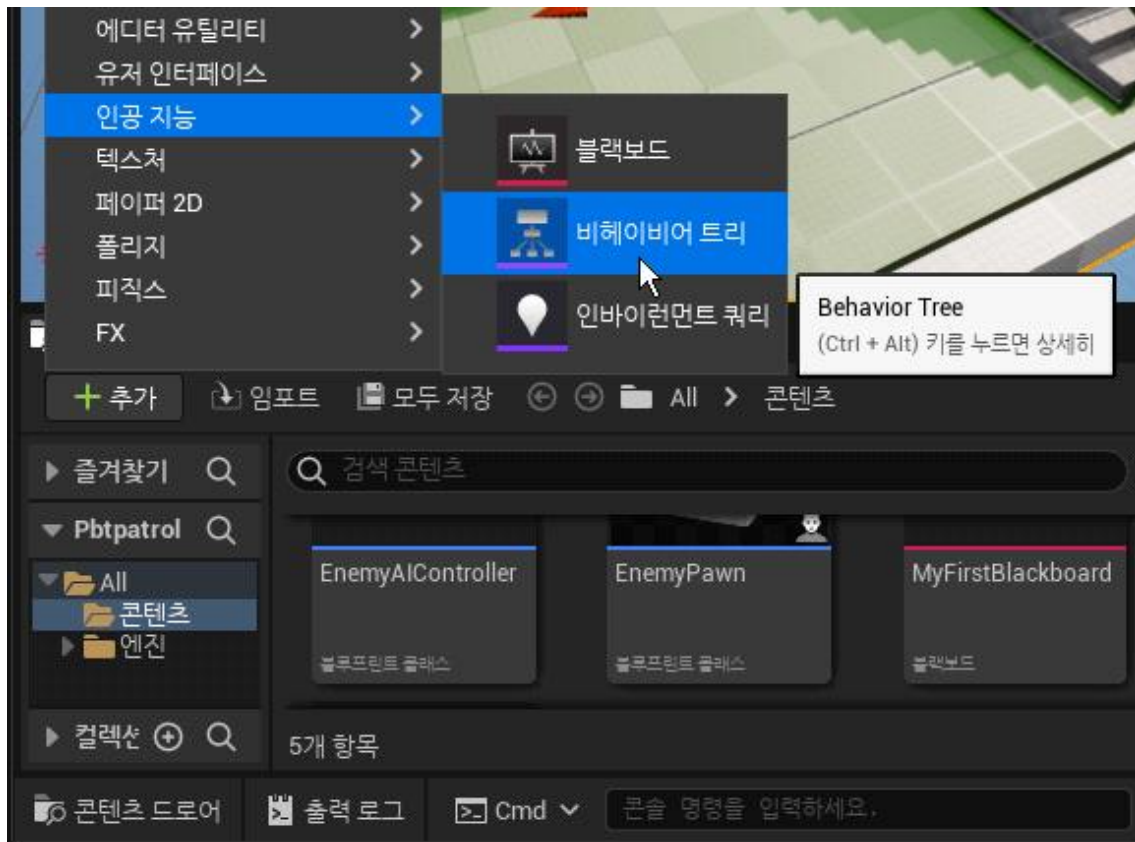 에디터 유틸리티
유저 인터페이스
인공 지능
텍스처
페이퍼 2D
폴리지
피직스
FX
블랙보드
비헤이비어 트리
인바이런먼트 쿼리
Behavior Tree
(Ctrl + Alt) 키를 누르면 상세히
추가 임포트 모두 저장 All 콘텐츠
즐겨찾기
검색 콘텐츠
Pbtpatrol
All
콘텐츠
엔진
EnemyAIController
블루프린트 클래스
EnemyPawn
블루프린트 클래스
MyFirstBlackboard
블랙보드
컬렉션
5개 항목
콘텐츠 드로어 출력 로그 Cmd 콘솔 명령을 입력하세요.